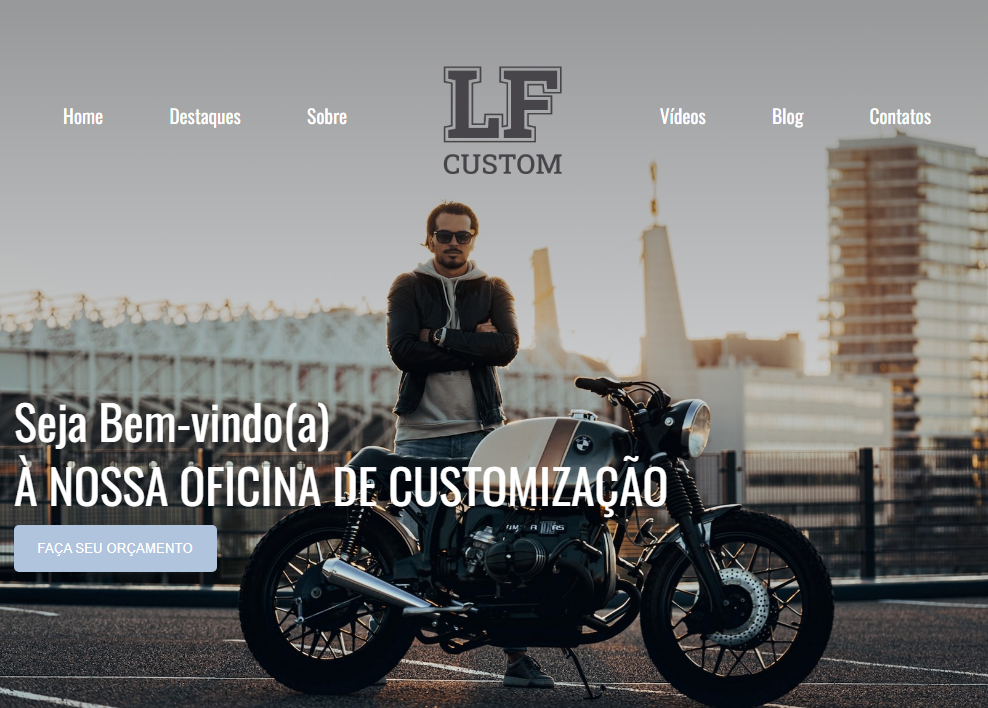 Home
Destaques
Sobre
LF
CUSTOM
Vídeos
Blog
Contatos
Seja Bem-vindo(a)
À NOSSA OFICINA DE CUSTOMIZAÇÃO
FAÇA SEU ORÇAMENTO